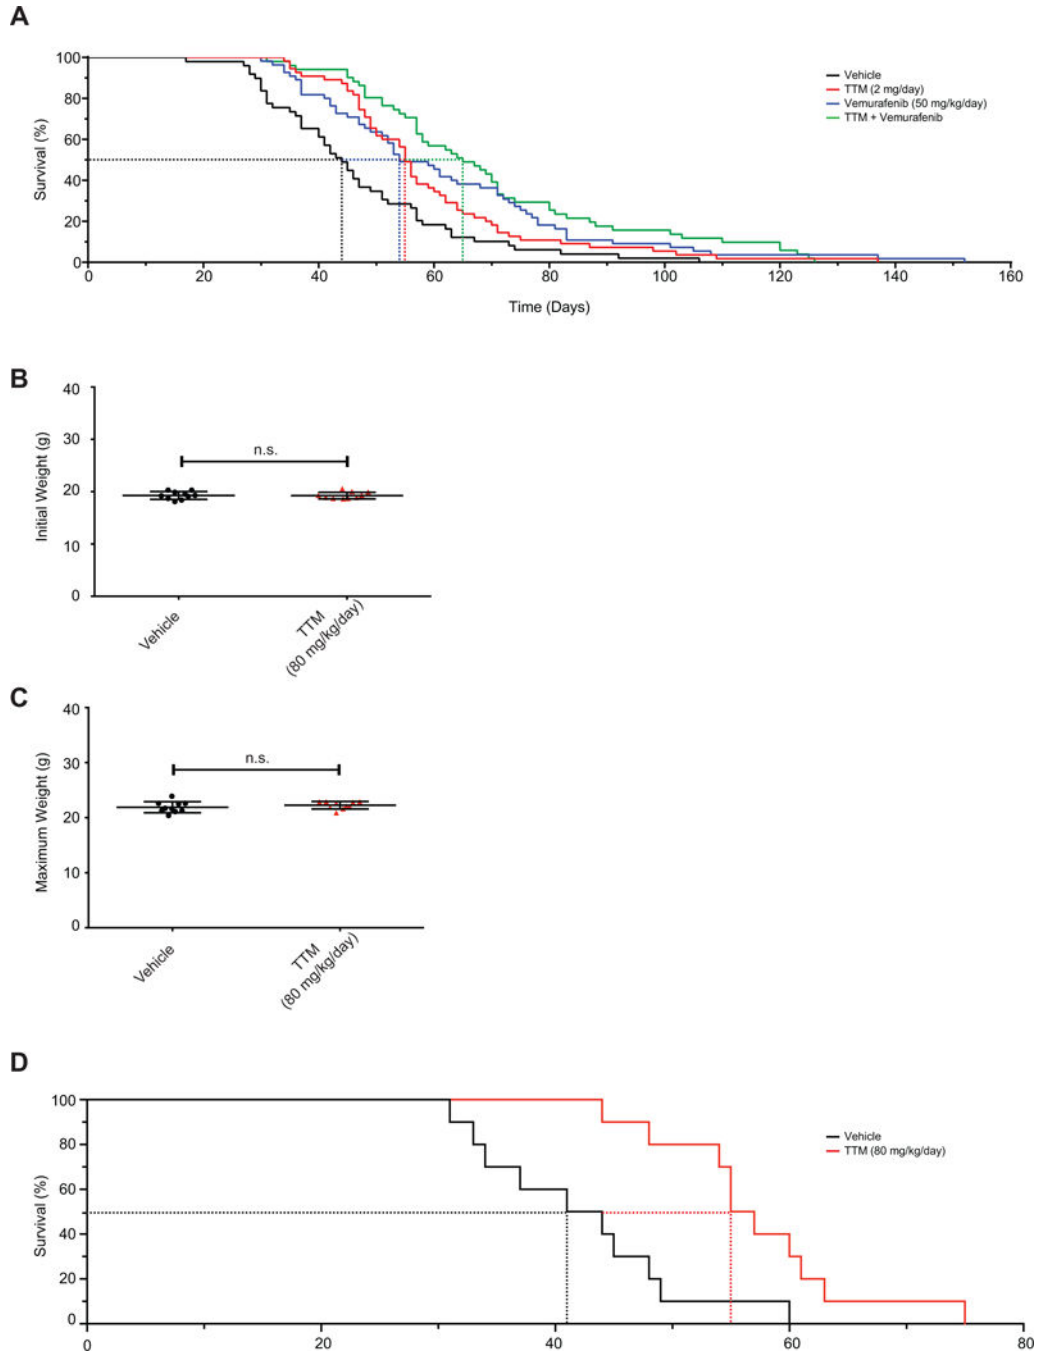 A
100
80
60
40
20
0
Survival (%)
0 20 40 60 80 100 120 140 160
Time (Days)
Vehicle
TTM (2 mg/day)
Vemurafenib (50 mg/kg/day)
TTM + Vemurafenib
B
40
30
20
10
0
Initial Weight (g)
n.s.
Vehicle
TTM
(80 mg/kg/day)
C
40
30
20
10
0
Maximum Weight (g)
n.s.
Vehicle
TTM
(80 mg/kg/day)
D
100
80
60
40
20
0
Survival (%)
0 20 40 60 80
Vehicle
TTM (80 mg/kg/day)